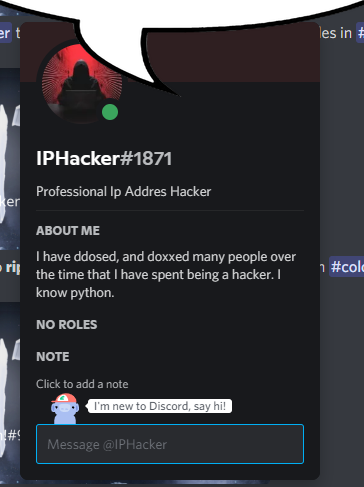 er t
les in #
IPHacker#1871
Professional Ip Addres Hacker
ABOUT ME
I have ddosed, and doxxed many people over
the time that I have spent being a hacker. I
know python.
ker
rip
#colo
NO ROLES
NOTE
Click to add a note
I'm new to Discord, say hi!
!#9
Message @IPHacker